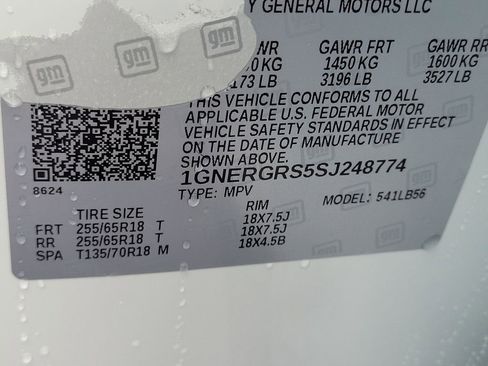 Y GENERAL MOTORS LLC
gm
gm
gm
WR GAWR FRT GAWR RR
0 KG 1450 KG 1600 KG
173 LB 3196 LB 3527 LB
THIS VEHICLE CONFORMS TO ALL
APPLICABLE U.S. FEDERAL MOTOR
VEHICLE SAFETY STANDARDS IN EFFECT
ON THE DATE OF MANUFACTURE
SHOWN ABOVE.
1GNERGRS5SJ248774
8624
TYPE: MPV MODEL: 541LB56
TIRE SIZE RIM
FRT 255/65R18 T 18X7.5J
RR 255/65R18 T 18X7.5J
SPA T135/70R18 M 18X4.5B